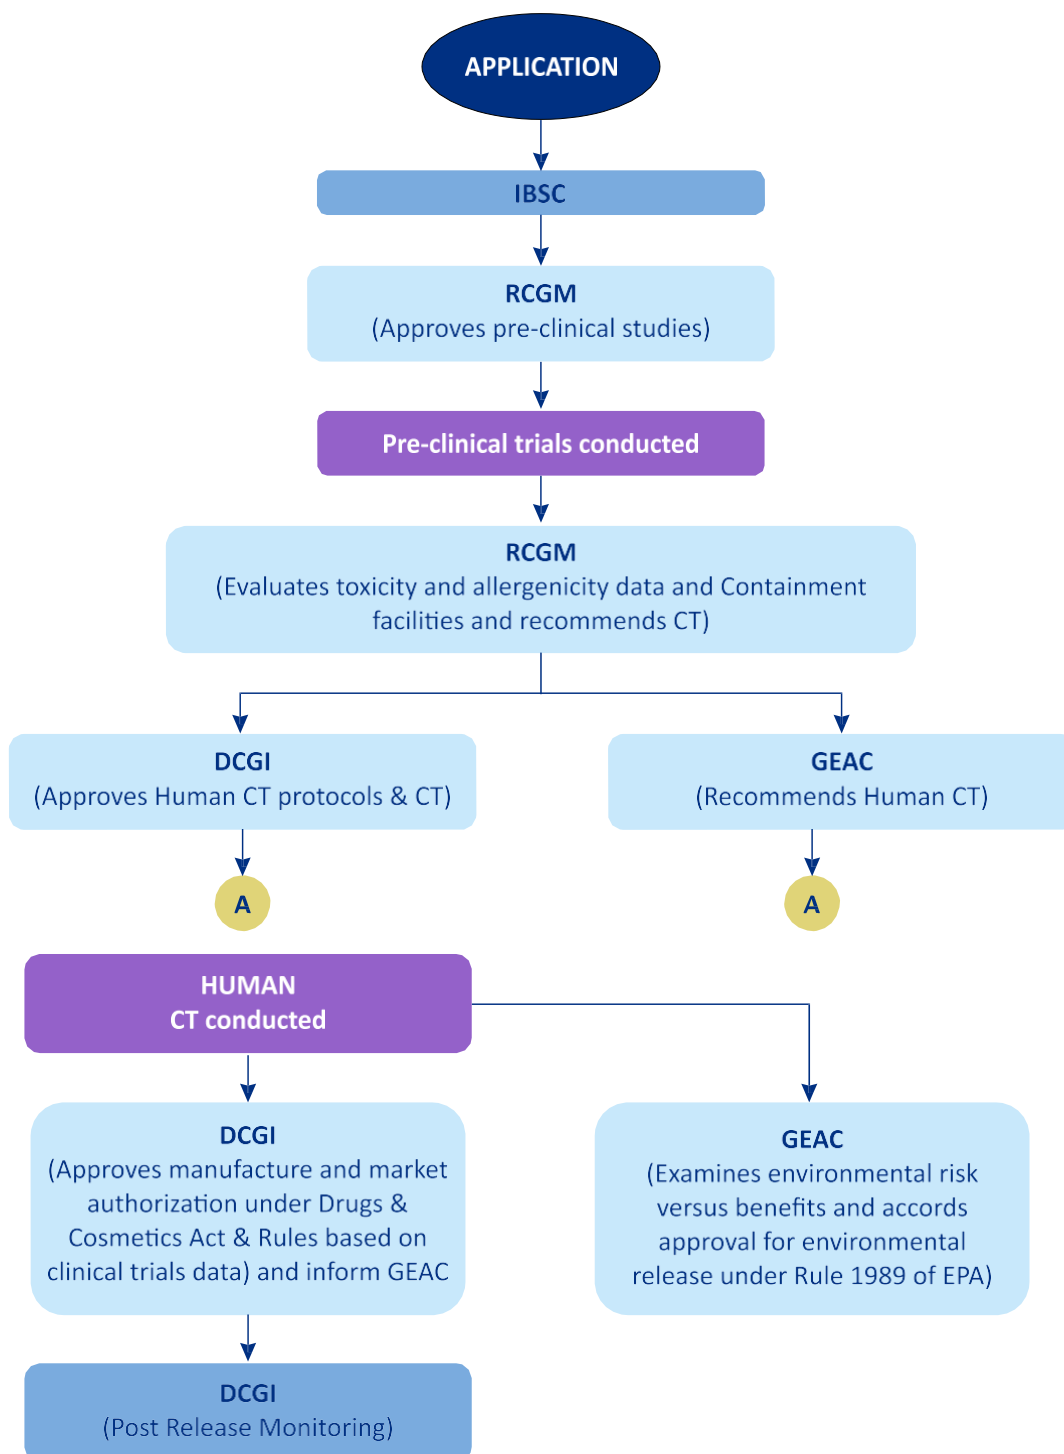 APPLICATION
IBSC
RCGM
(Approves pre-clinical studies)
Pre-clinical trials conducted
RCGM
(Evaluates toxicity and allergenicity data and Containment
facilities and recommends CT)
DCGI
(Approves Human CT protocols & CT)
GEAC
(Recommends Human CT)
A
A
HUMAN
CT conducted
DCGI
(Approves manufacture and market
authorization under Drugs &
Cosmetics Act & Rules based on
clinical trials data) and inform GEAC
GEAC
(Examines environmental risk
versus benefits and accords
approval for environmental
release under Rule 1989 of EPA)
DCGI
(Post Release Monitoring)